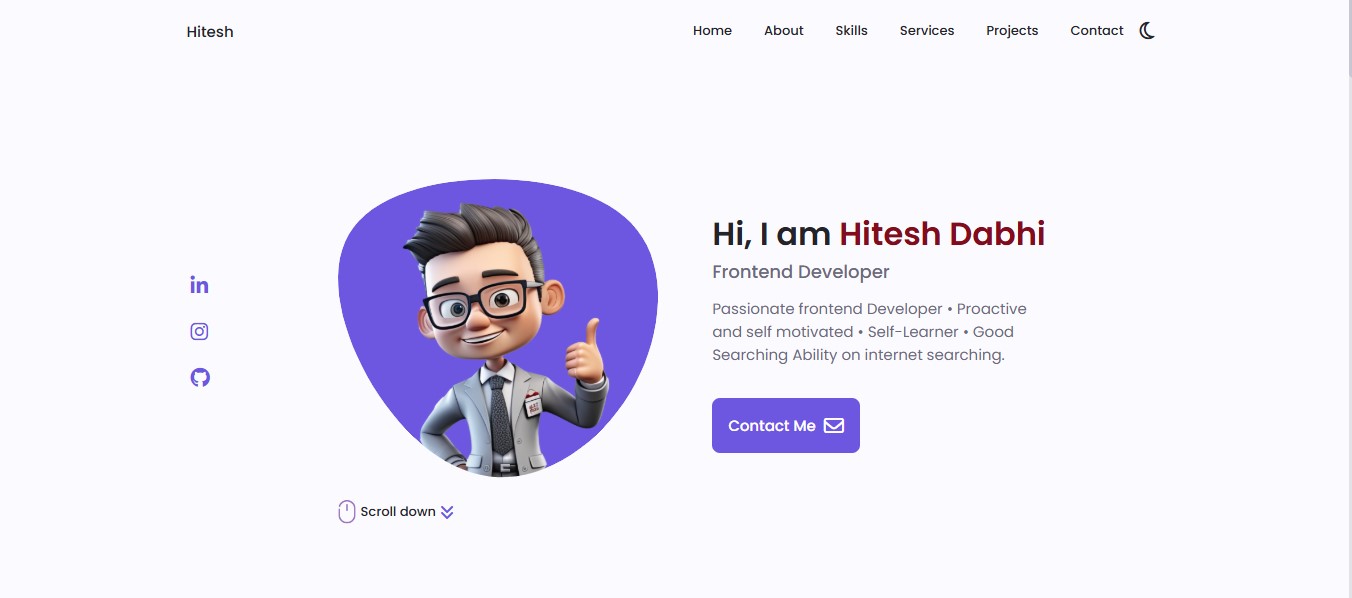 Hitesh
Home About Skills Services Projects Contact
Hi, I am Hitesh Dabhi
Frontend Developer
Passionate frontend Developer • Proactive
and self motivated • Self-Learner • Good
Searching Ability on internet searching.
Contact Me
Scroll down